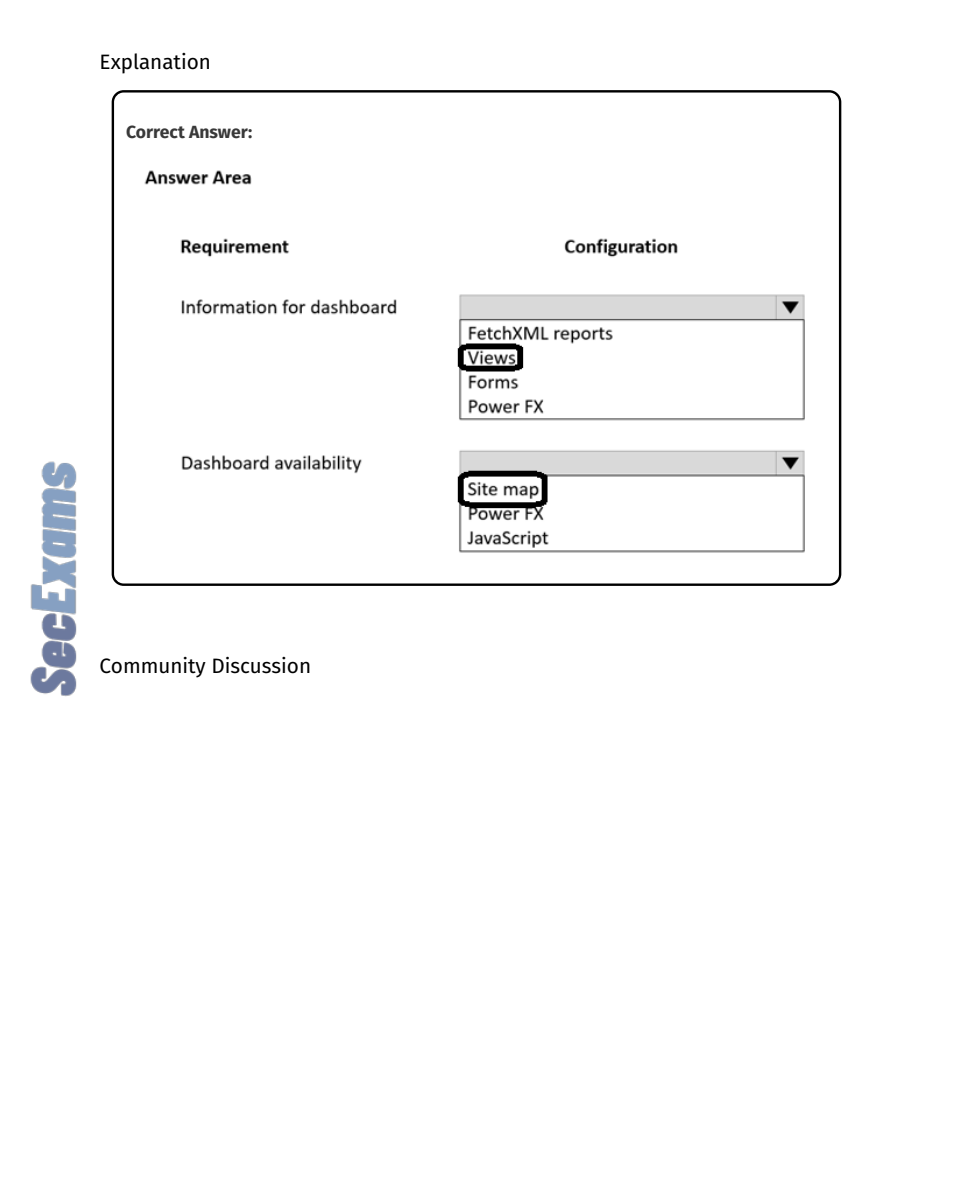 Explanation
Correct Answer:
Answer Area
Requirement Configuration
Information for dashboard
FetchXML reports
Views
Forms
Power FX
Dashboard availability
Site map
Power FX
JavaScript
SecExams
Community Discussion